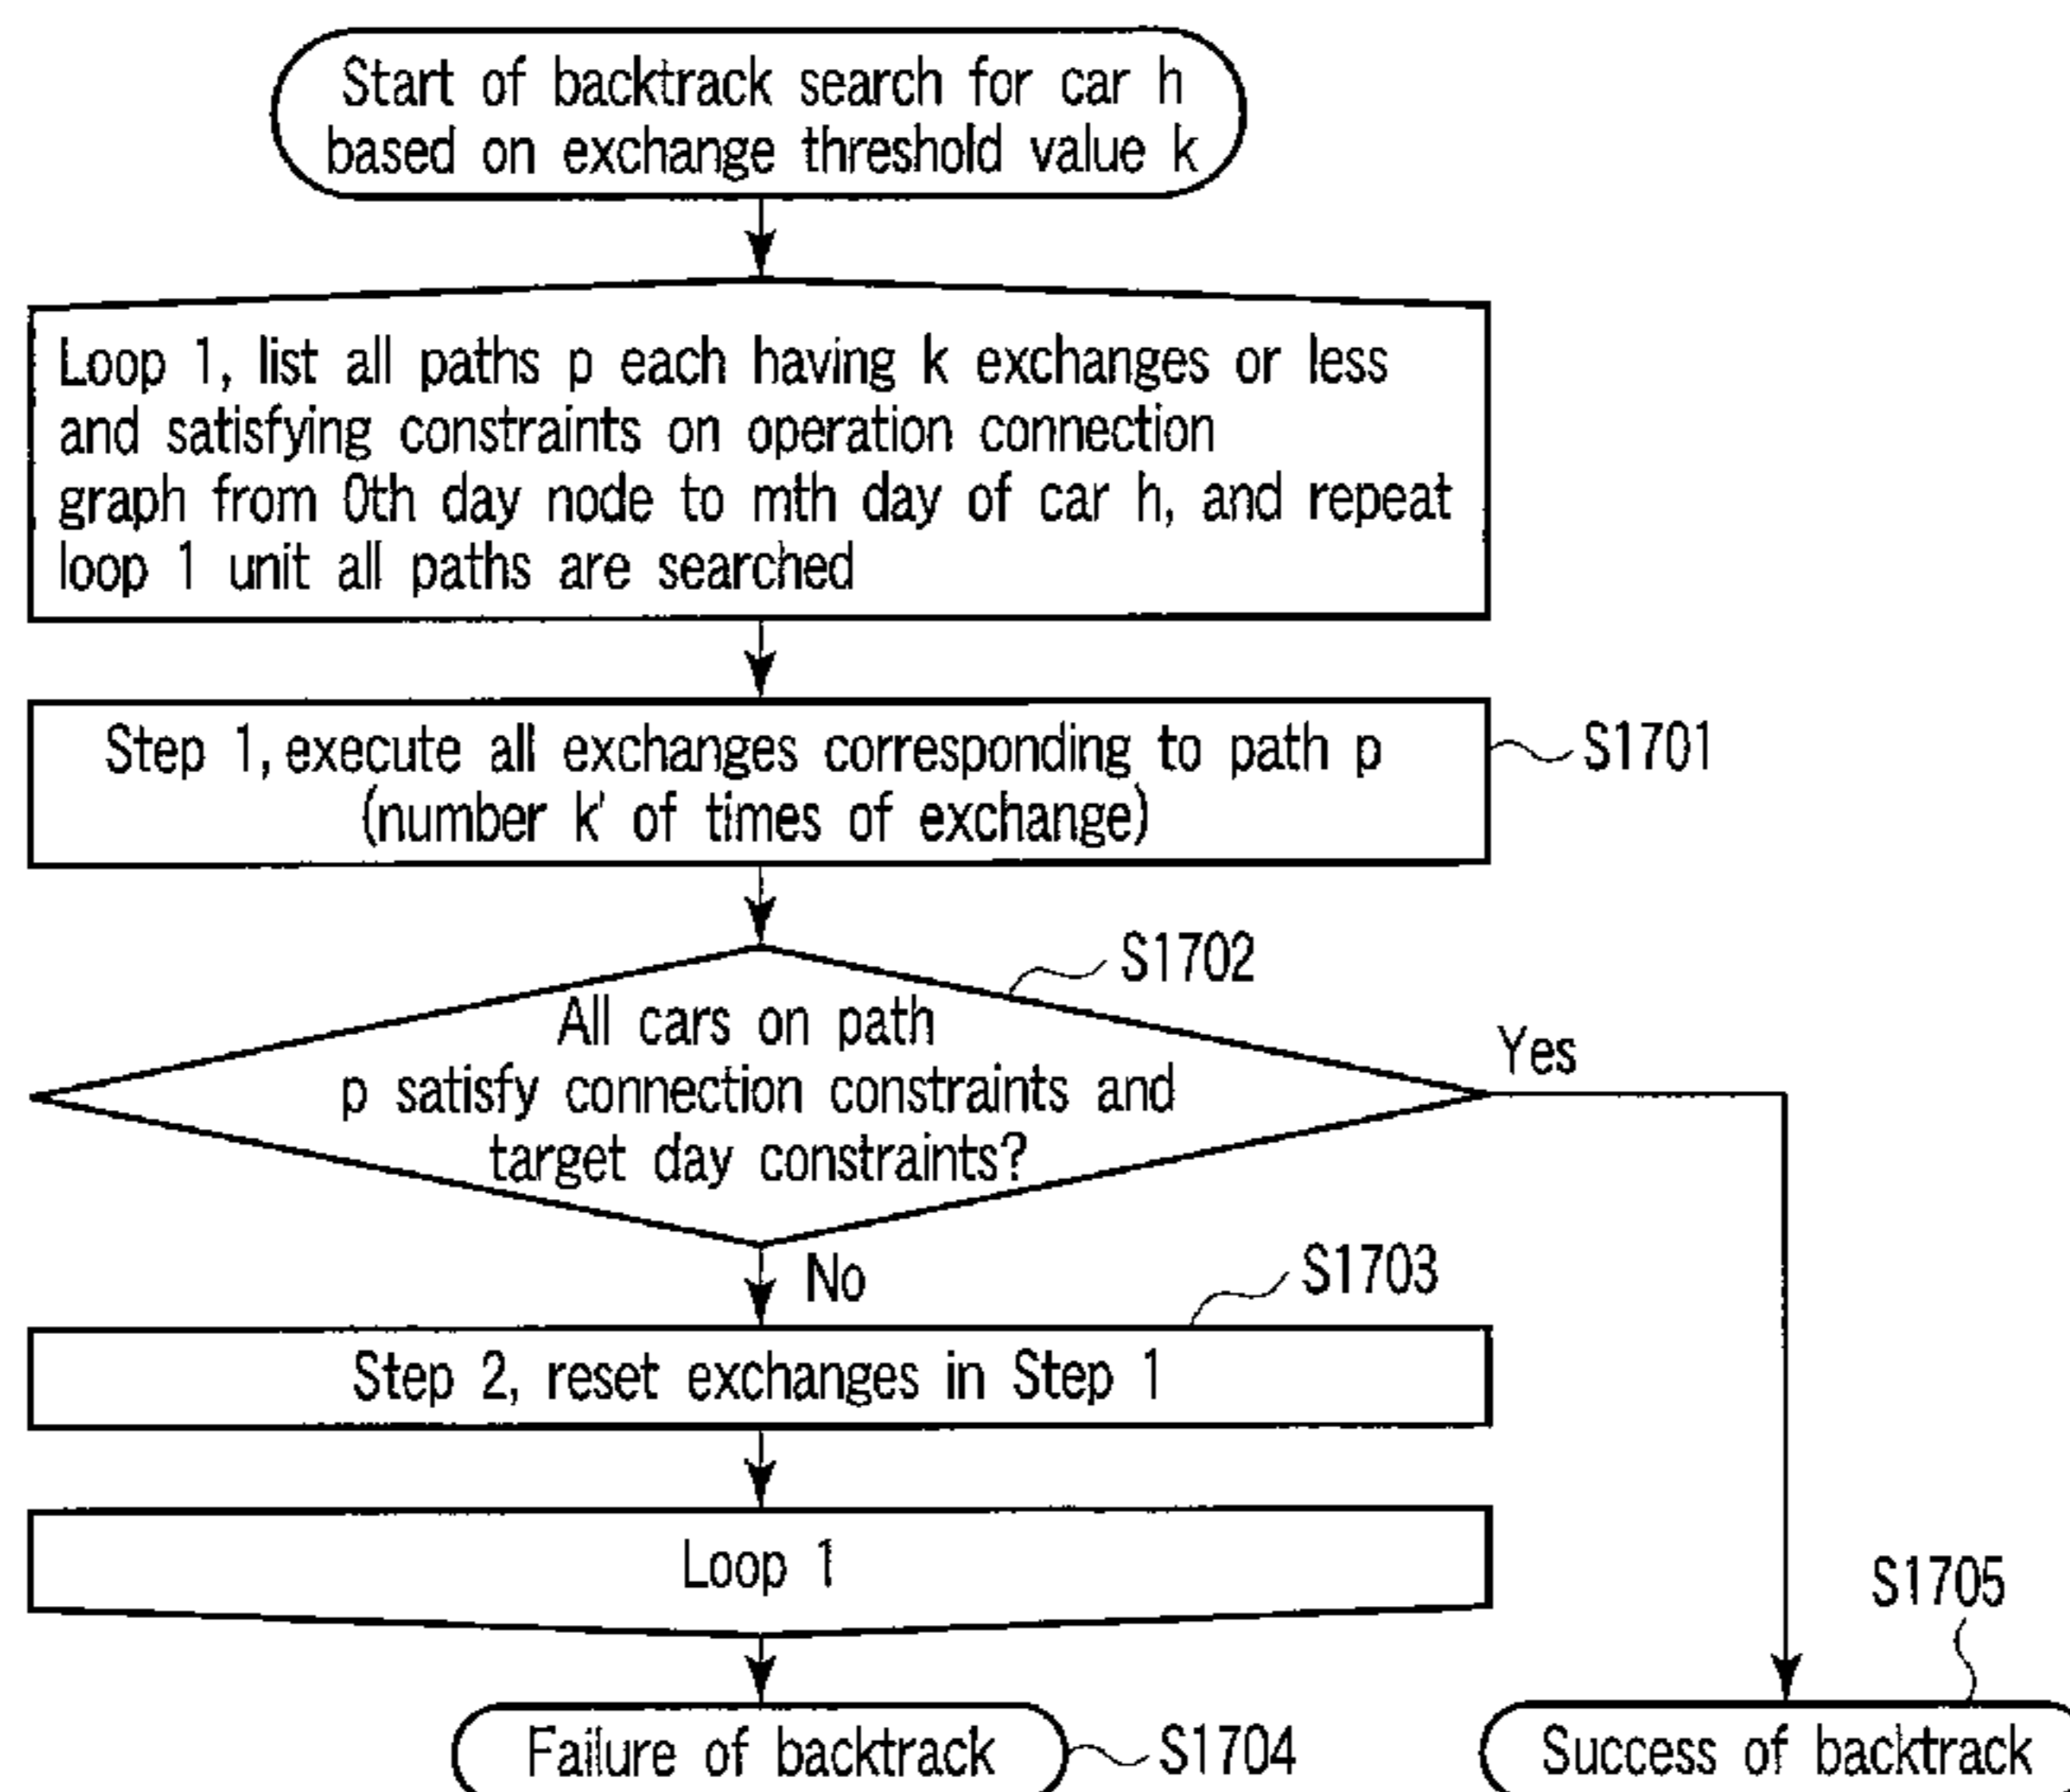 Start of backtrack search for car h
based on exchange threshold value k
Loop 1, list all paths p each having k exchanges or less
and satisfying constraints on operation connection
graph from 0th day node to mth day of car h, and repeat
loop 1 unit all paths are searched
Step 1, execute all exchanges corresponding to path p
(number k' of times of exchange)
S1701
S1702
All cars on path
p satisfy connection constraints and
target day constraints?
Yes
No
S1703
Step 2, reset exchanges in Step 1
Loop 1
S1705
Failure of backtrack
S1704
Success of backtrack